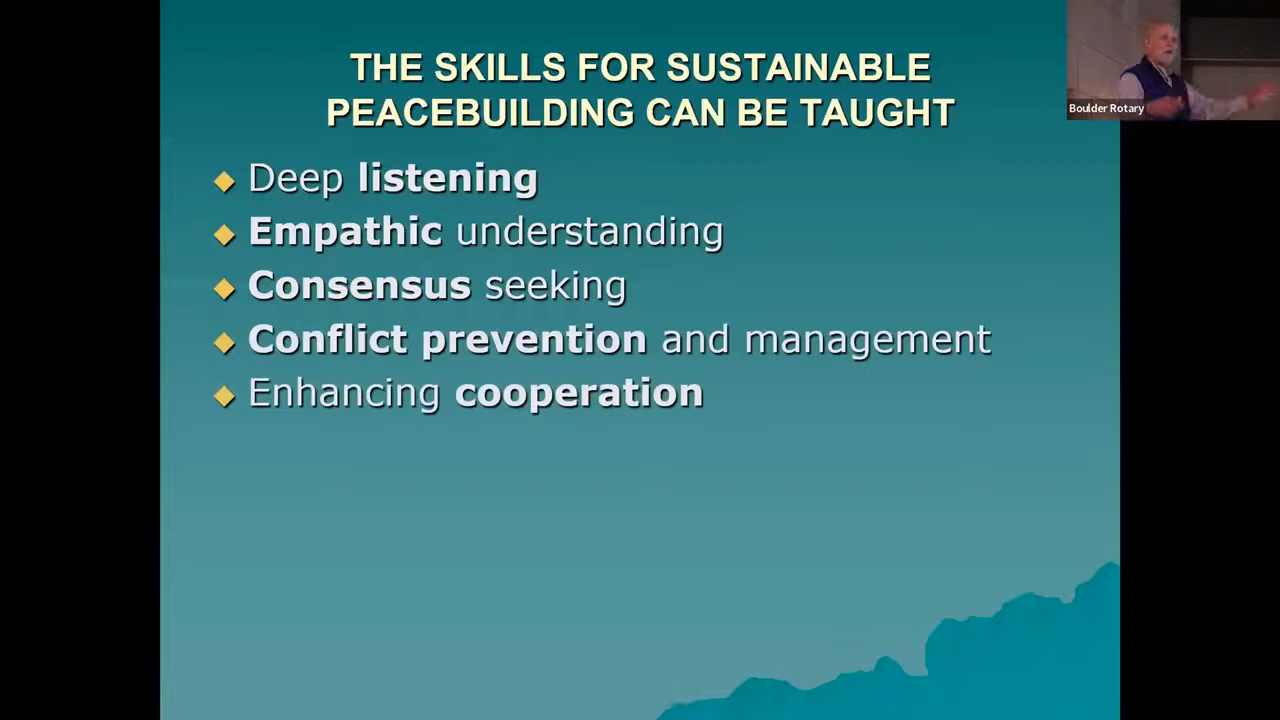 THE SKILLS FOR SUSTAINABLE
PEACEBUILDING CAN BE TAUGHT
Deep listening
Empathic understanding
Consensus seeking
Conflict prevention and management
Enhancing cooperation
Boulder Rotary